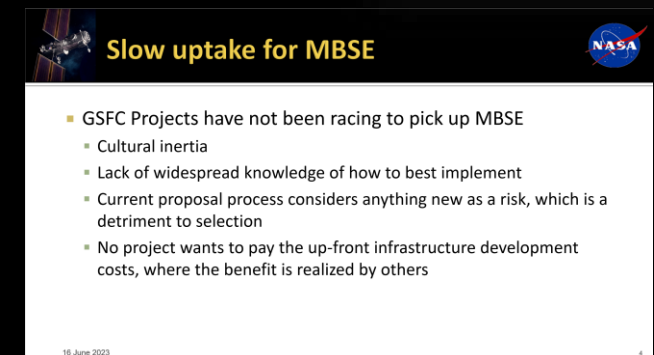 Slow uptake for MBSE
NASA
GSFC Projects have not been racing to pick up MBSE
Cultural inertia
Lack of widespread knowledge of how to best implement
Current proposal process considers anything new as a risk, which is a
detriment to selection
No project wants to pay the up-front infrastructure development
costs, where the benefit is realized by others
16 June 2023
4